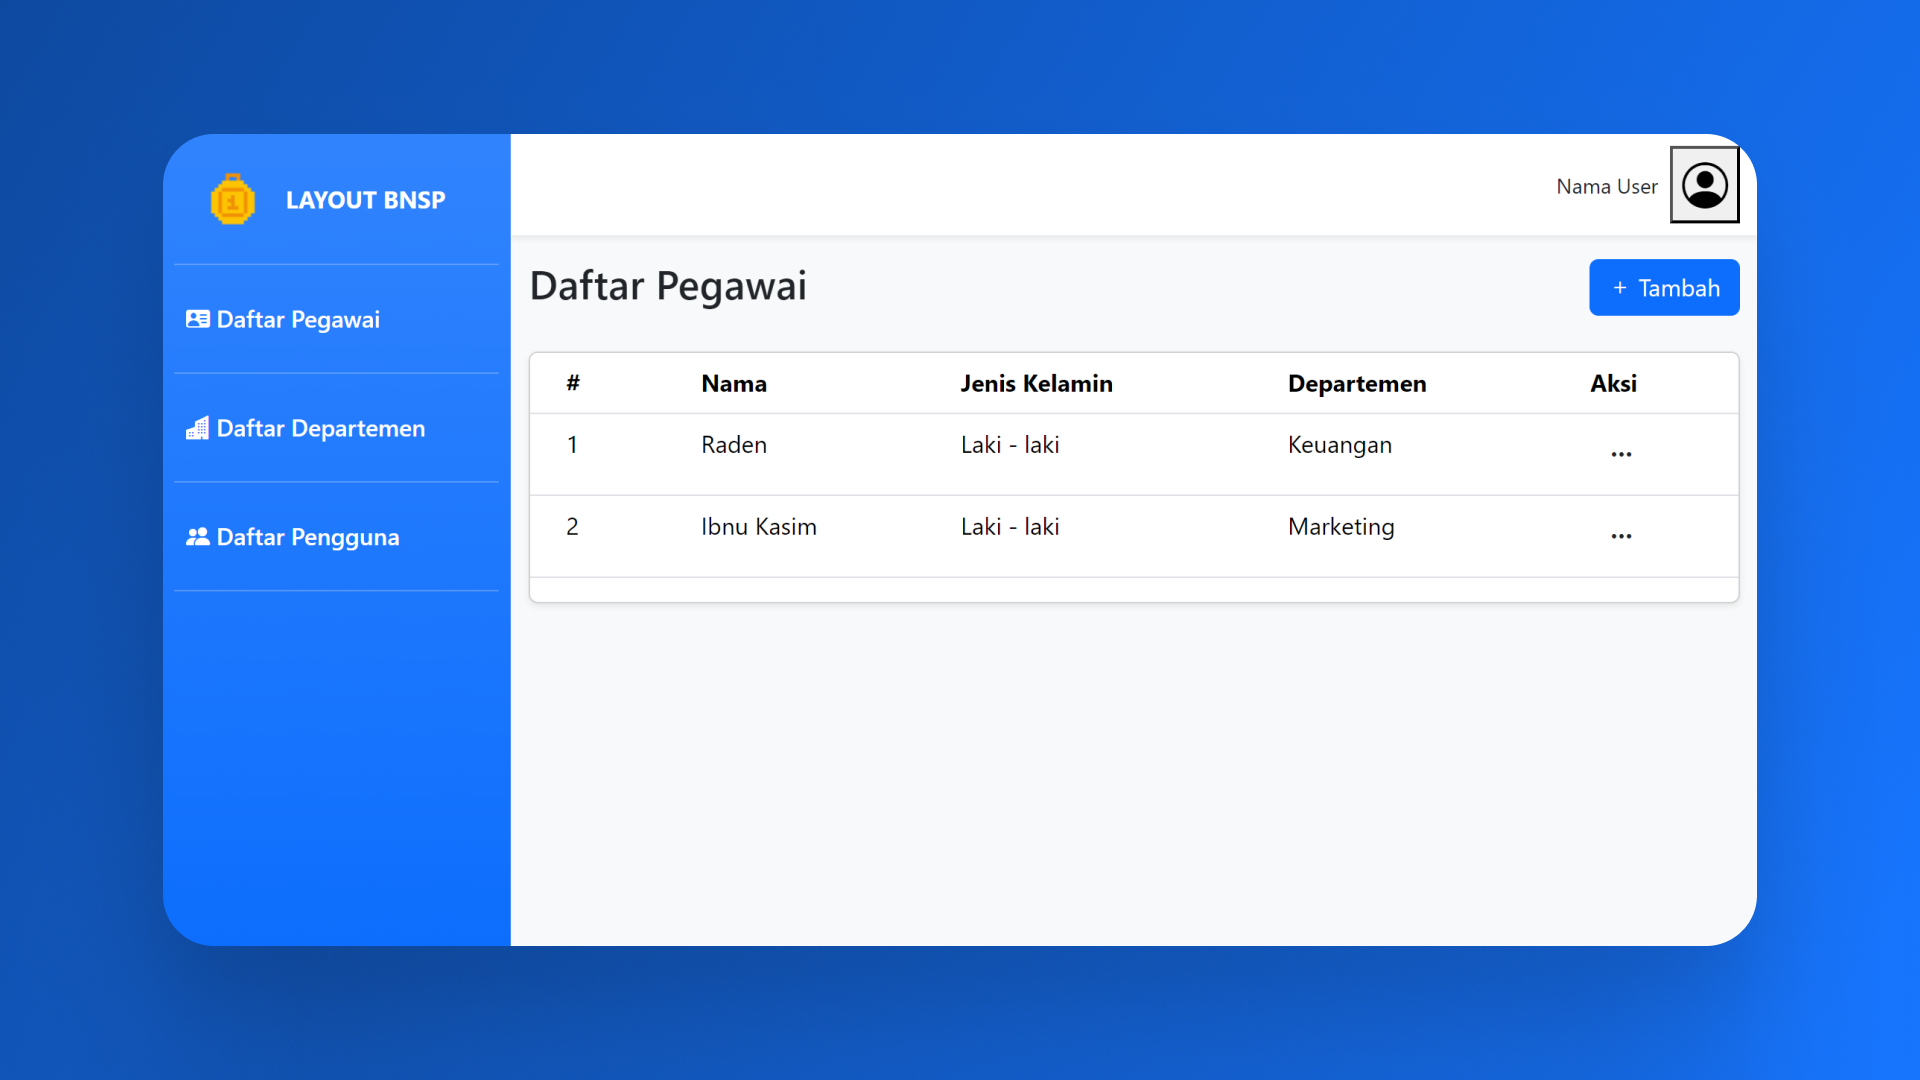 LAYOUT BNSP
Daftar Pegawai
Daftar Departemen
Daftar Pengguna
Nama User
Daftar Pegawai
+ Tambah
# Nama Jenis Kelamin Departemen Aksi
1 Raden Laki - laki Keuangan ...
2 Ibnu Kasim Laki - laki Marketing ...